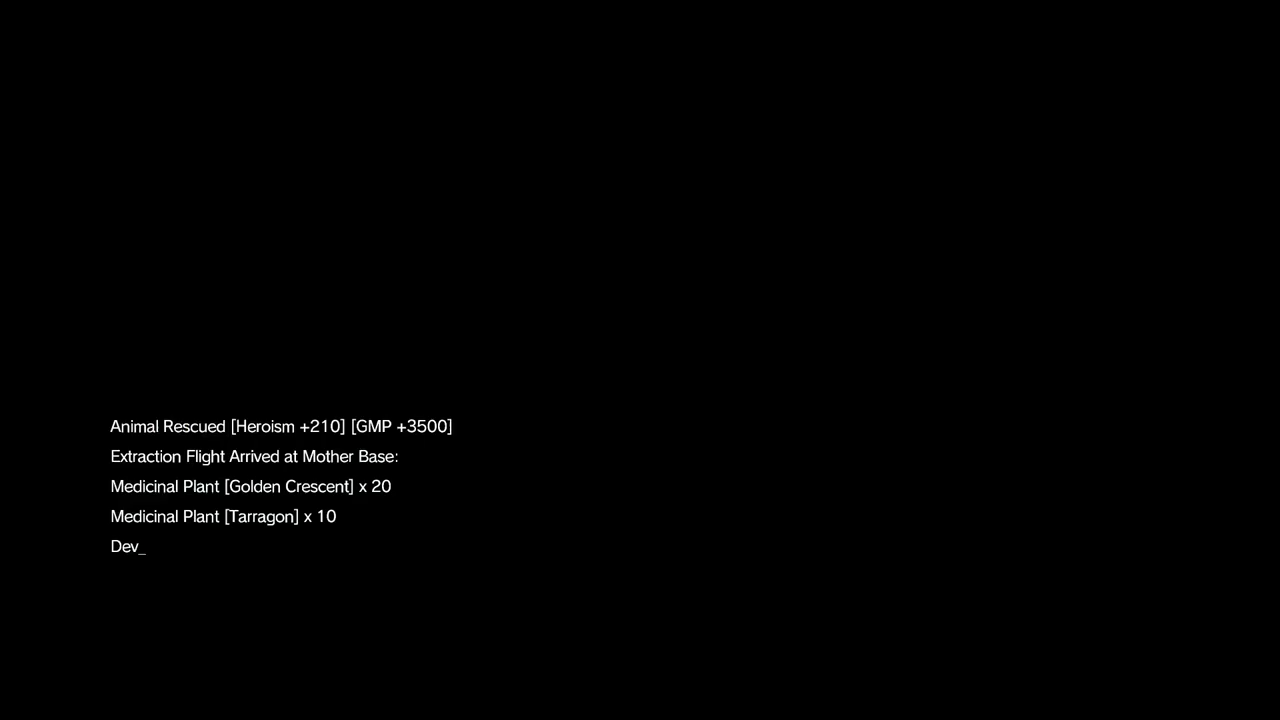 Animal Rescued [Heroism +210] [GMP +3500]
Extraction Flight Arrived at Mother Base:
Medicinal Plant [Golden Crescent] x 20
Medicinal Plant [Tarragon] x 10
Dev_